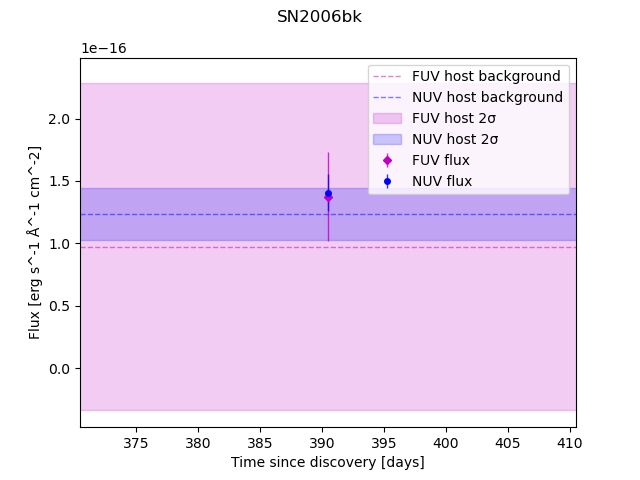 SN2006bk
1e−16
FUV host background
NUV host background
FUV host 2σ
NUV host 2σ
FUV flux
NUV flux
2.0
1.5
1.0
0.5
0.0
Flux [erg s^-1 Å^-1 cm^-2]
375 380 385 390 395 400 405 410
Time since discovery [days]